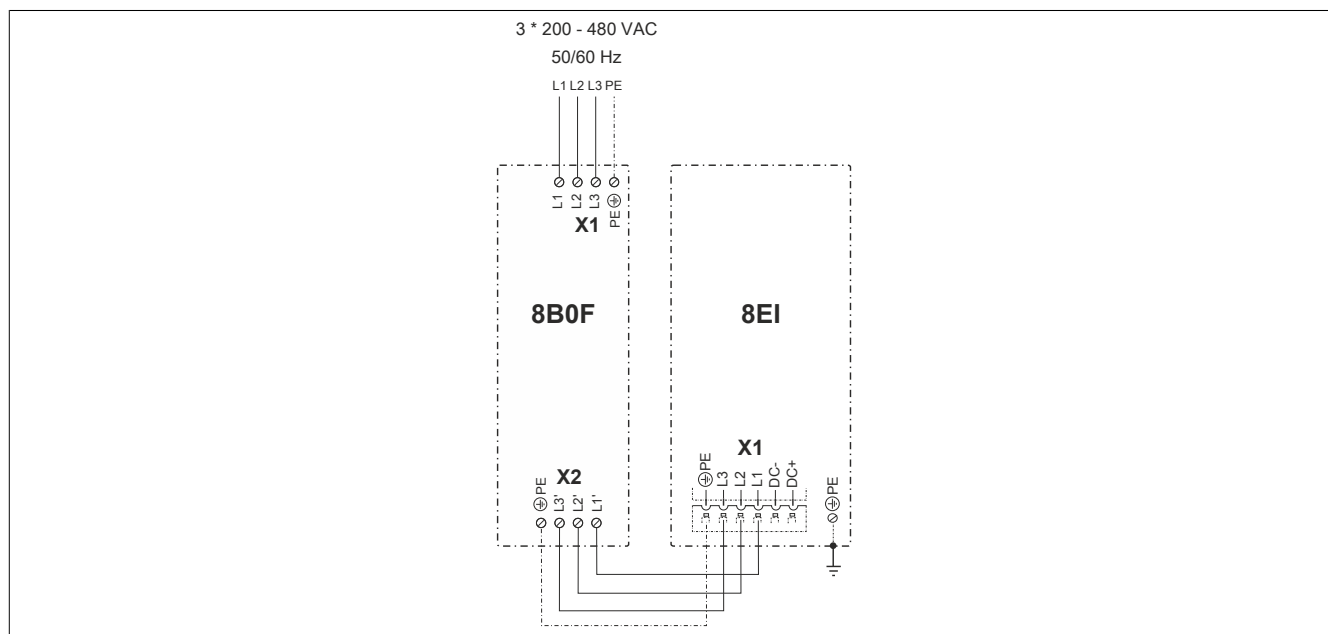 3 * 200 - 480 VAC
50/60 Hz
L1 L2 L3 PE
L1 L2 L3 PE
X1
8B0F
8EI
X2
PE L3' L2' L1'
X1
PE L3 L2 L1 DC- DC+
PE